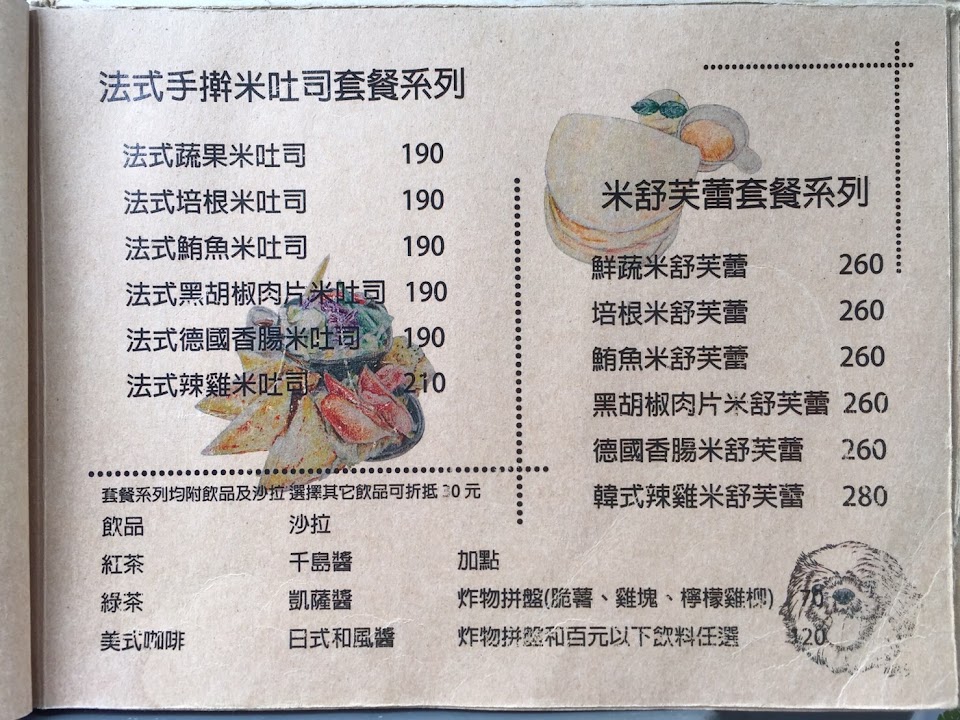 法式手擀米吐司套餐系列
法式蔬果米吐司 190
法式培根米吐司 190
法式鮪魚米吐司 190
法式黑胡椒肉片米吐司 190
法式德國香腸米吐司 190
法式辣雞米吐司 210
米舒芙蕾套餐系列
鮮蔬米舒芙蕾 260
培根米舒芙蕾 260
鮪魚米舒芙蕾 260
黑胡椒肉片米舒芙蕾 260
德國香腸米舒芙蕾 260
韓式辣雞米舒芙蕾 280
套餐系列均附飲品及沙拉 選擇其它飲品可折抵 30 元
飲品 沙拉
紅茶 千島醬 加點
綠茶 凱薩醬 炸物拼盤(脆薯、雞塊、檸檬雞柳) 70
美式咖啡 日式和風醬 炸物拼盤和百元以下飲料任選 120